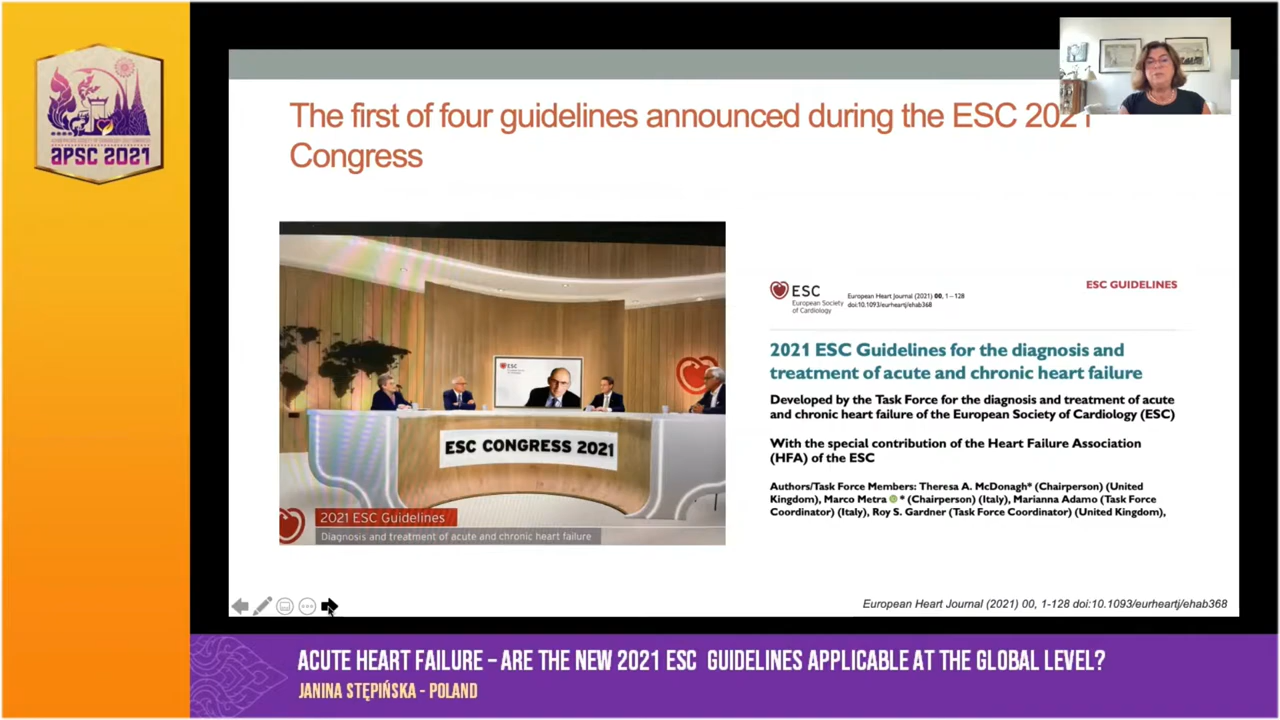 APSC 2021
The first of four guidelines announced during the ESC 2021
Congress
ESC
ESC CONGRESS 2021
2021 ESC Guidelines
Diagnosis and treatment of acute and chronic heart failure
ESC
European Society
of Cardiology
European Heart Journal (2021) 00, 1–128
doi:10.1093/eurheartj/ehab368
ESC GUIDELINES
2021 ESC Guidelines for the diagnosis and
treatment of acute and chronic heart failure
Developed by the Task Force for the diagnosis and treatment of acute
and chronic heart failure of the European Society of Cardiology (ESC)
With the special contribution of the Heart Failure Association
(HFA) of the ESC
Authors/Task Force Members: Theresa A. McDonagh* (Chairperson) (United
Kingdom), Marco Metra * (Chairperson) (Italy), Marianna Adamo (Task Force
Coordinator) (Italy), Roy S. Gardner (Task Force Coordinator) (United Kingdom),
European Heart Journal (2021) 00, 1-128 doi:10.1093/eurheartj/ehab368
ACUTE HEART FAILURE – ARE THE NEW 2021 ESC GUIDELINES APPLICABLE AT THE GLOBAL LEVEL?
JANINA STĘPIŃSKA - POLAND